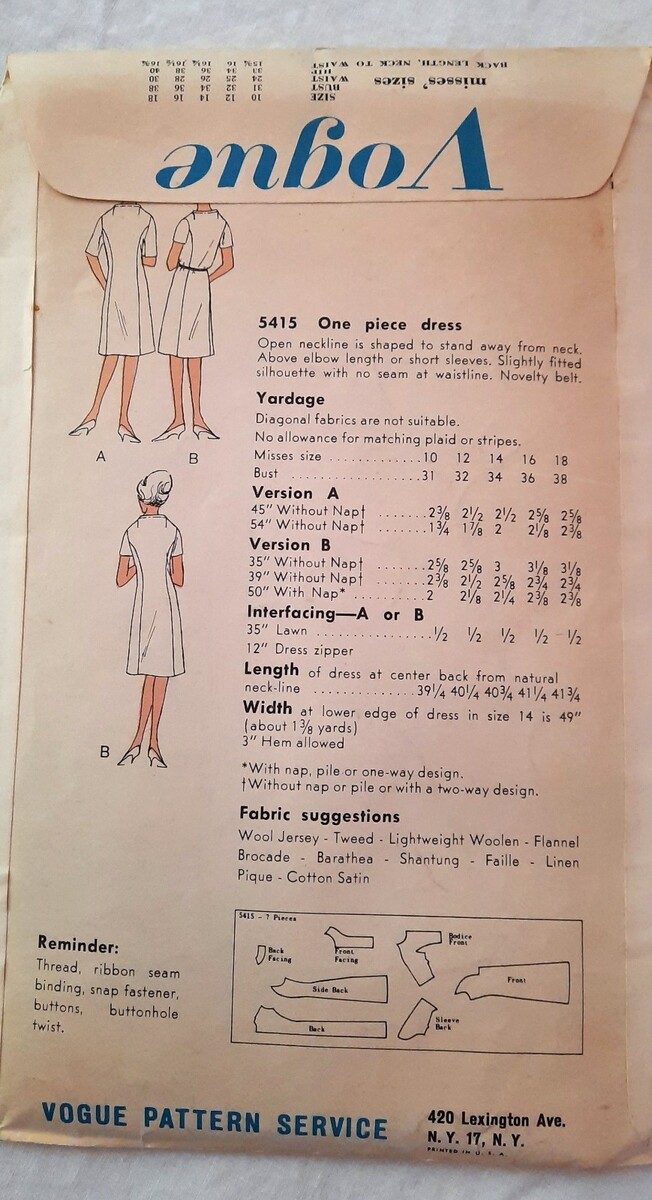 BACK LENGTH, NECK TO WAIST 15¾ 16 16¼ 16½ 16¾
HIP 33 34 36 38 40
WAIST 24 25 26 28 30
BUST 31 32 34 36 38
SIZE 10 12 14 16 18
misses' sizes
Vogue
5415 One piece dress
Open neckline is shaped to stand away from neck.
Above elbow length or short sleeves. Slightly fitted
silhouette with no seam at waistline. Novelty belt.
Yardage
Diagonal fabrics are not suitable.
No allowance for matching plaid or stripes.
Misses size .............10 12 14 16 18
Bust ....................31 32 34 36 38
Version A
45" Without Nap† .......2⅜ 2½ 2½ 2⅝ 2⅝
54" Without Nap† .......1¾ 1⅞ 2 2⅛ 2⅜
Version B
35" Without Nap† .......2⅝ 2⅝ 3 3⅛ 3⅛
39" Without Nap† .......2⅜ 2½ 2⅝ 2¾ 2¾
50" With Nap* ..........2 2⅛ 2¼ 2⅜ 2⅜
Interfacing—A or B
35" Lawn ................½ ½ ½ ½ ½
12" Dress zipper
Length of dress at center back from natural
neck-line ..............39¼ 40¼ 40¾ 41¼ 41¾
Width at lower edge of dress in size 14 is 49"
(about 1⅜ yards)
3" Hem allowed
*With nap, pile or one-way design.
†Without nap or pile or with a two-way design.
Fabric suggestions
Wool Jersey - Tweed - Lightweight Woolen - Flannel
Brocade - Barathea - Shantung - Faille - Linen
Pique - Cotton Satin
A
B
B
5415 - 7 Pieces
Back
Facing
Front
Facing
Bodice
Front
Side Back
Front
Back
Sleeve
Back
Reminder:
Thread, ribbon seam
binding, snap fastener,
buttons, buttonhole
twist.
VOGUE PATTERN SERVICE
420 Lexington Ave.
N. Y. 17, N. Y.
PRINTED IN U. S. A.